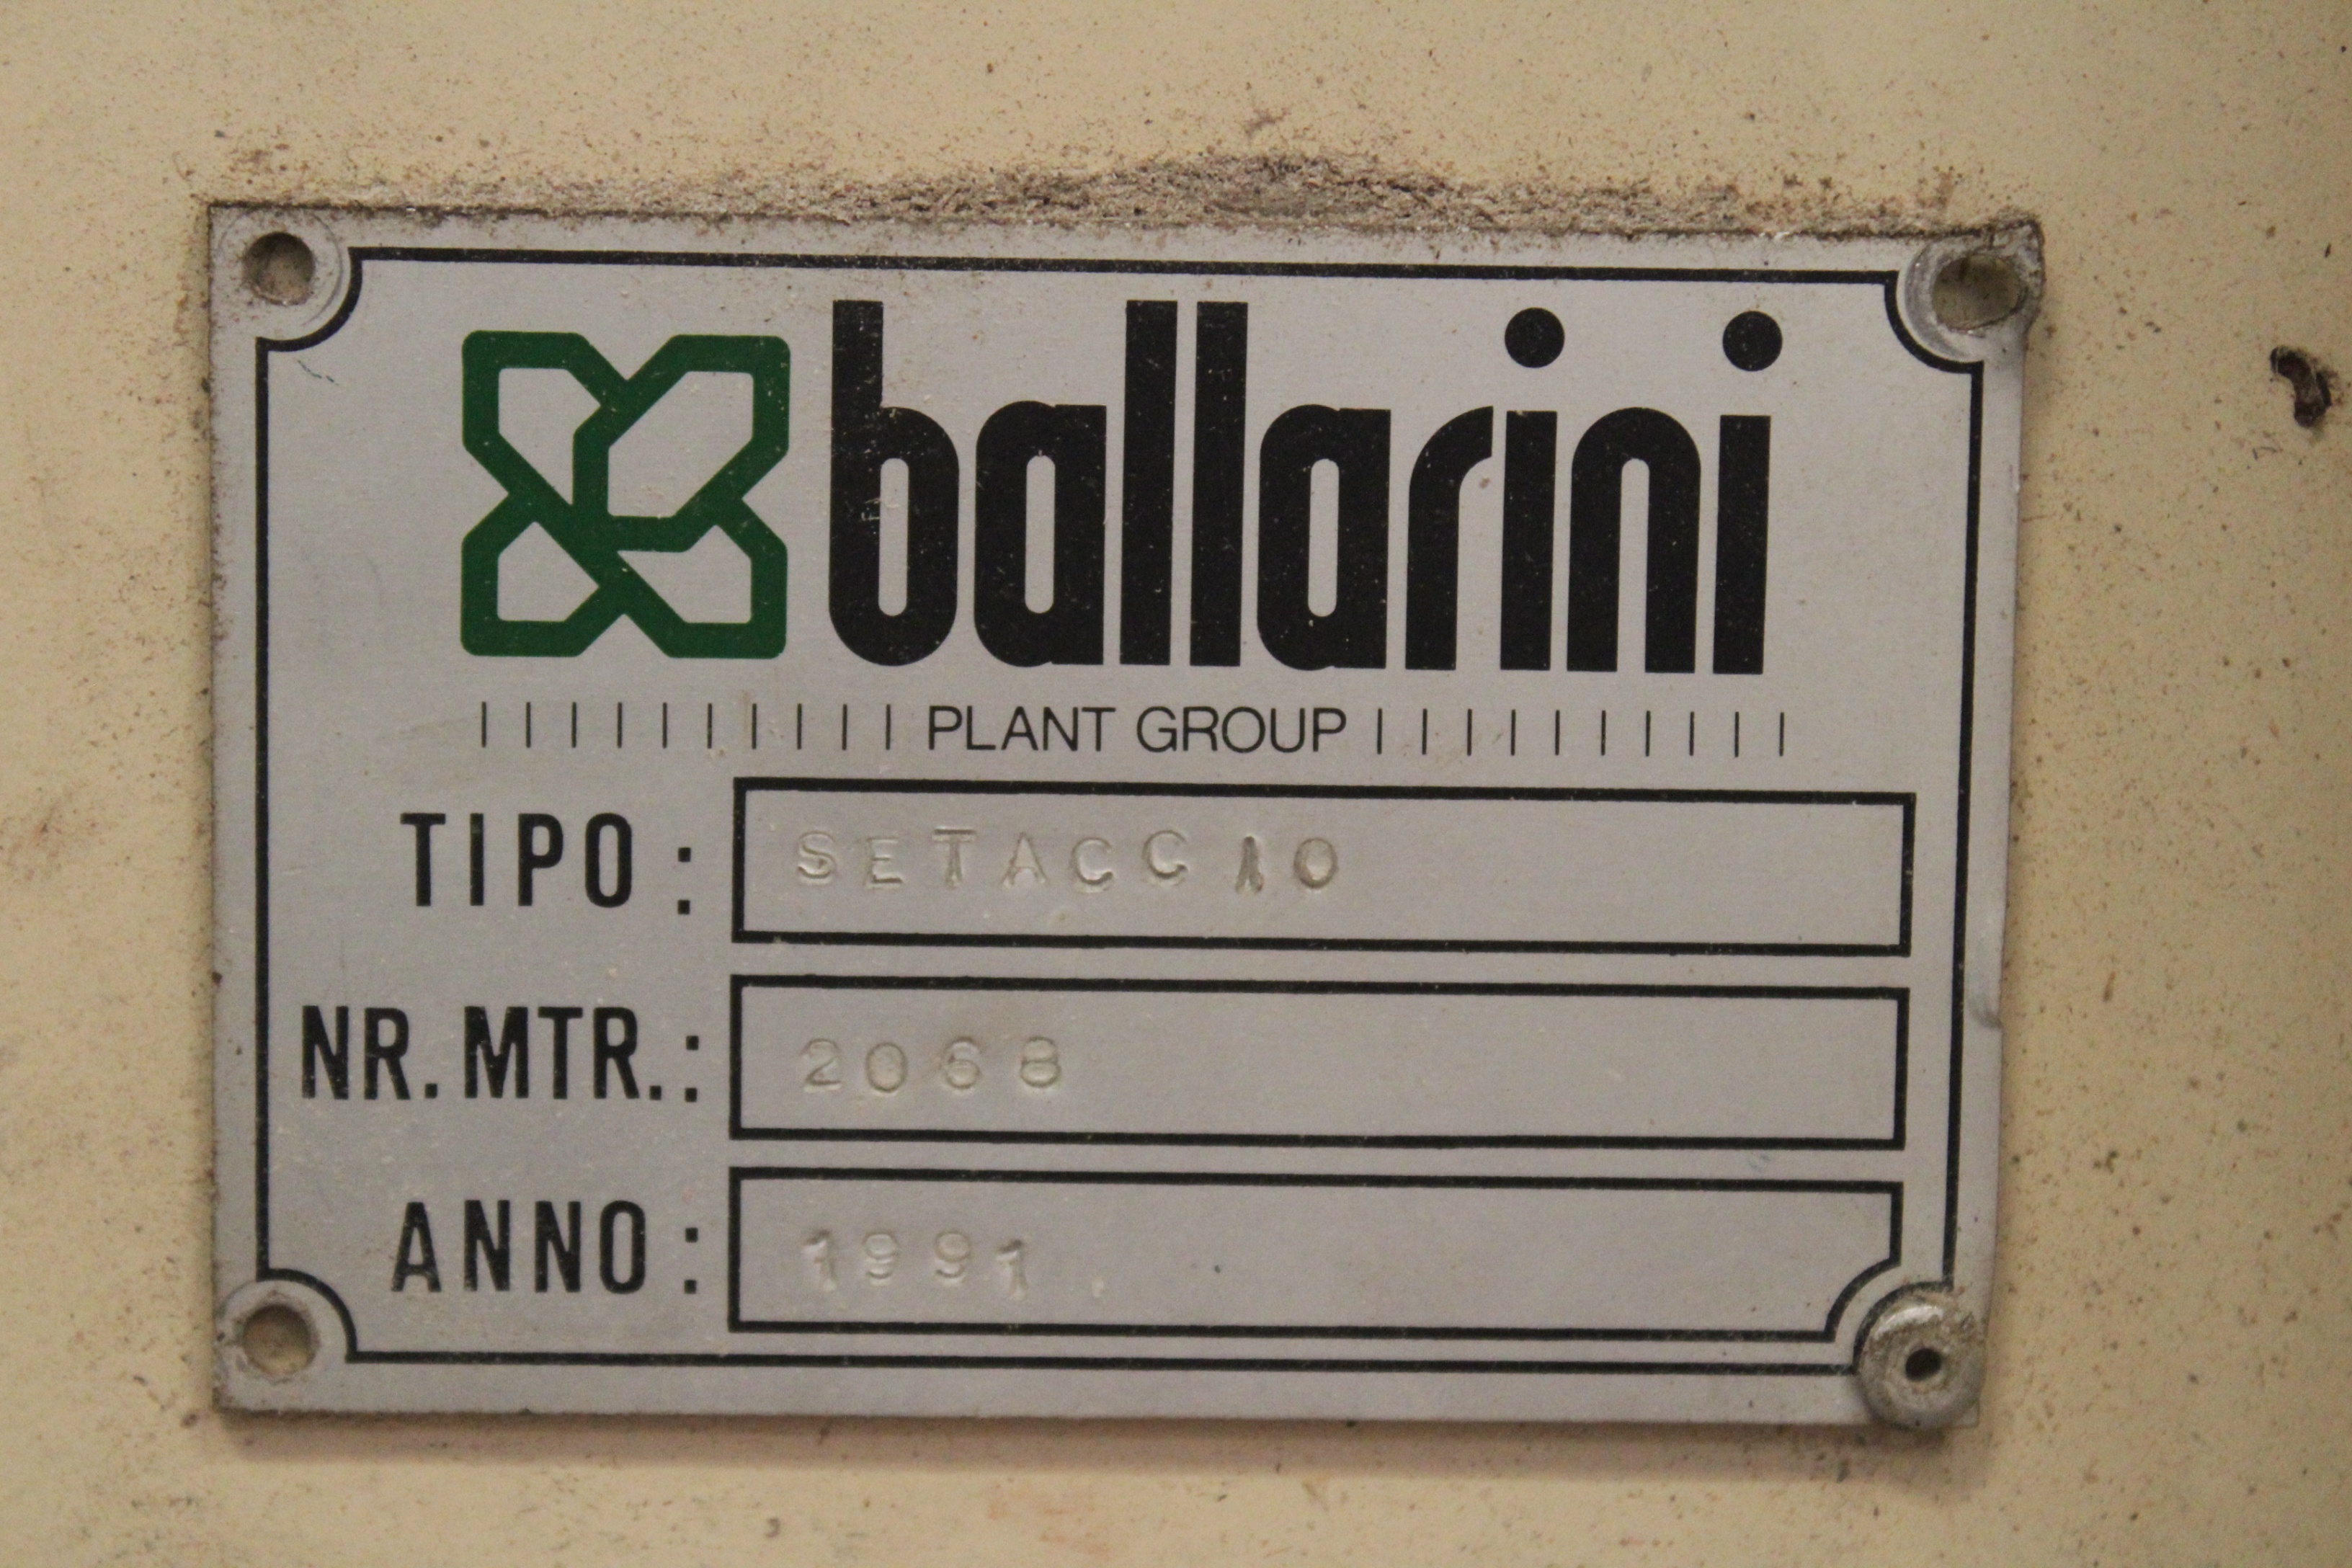 ballarini
PLANT GROUP
TIPO: SETACCIO
NR. MTR.: 2068
ANNO: 1991